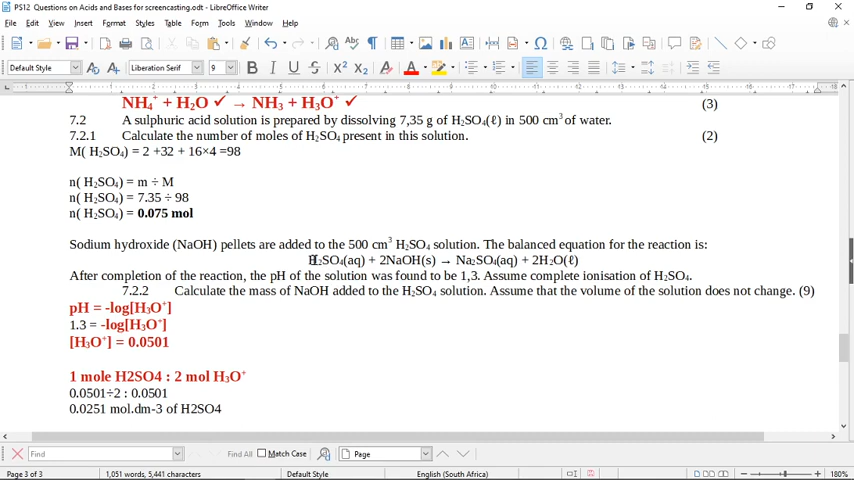 PS12 Questions on Acids and Bases for screencasting.odt - LibreOffice Writer
File Edit View Insert Format Styles Table Form Tools Window Help
Default Style Liberation Serif 9
NH₄⁺ + H₂O ✓ → NH₃ + H₃O⁺ ✓ (3)
7.2 A sulphuric acid solution is prepared by dissolving 7,35 g of H₂SO₄(ℓ) in 500 cm³ of water.
7.2.1 Calculate the number of moles of H₂SO₄ present in this solution. (2)
M( H₂SO₄) = 2 +32 + 16×4 =98
n( H₂SO₄) = m ÷ M
n( H₂SO₄) = 7.35 ÷ 98
n( H₂SO₄) = 0.075 mol
Sodium hydroxide (NaOH) pellets are added to the 500 cm³ H₂SO₄ solution. The balanced equation for the reaction is:
H₂SO₄(aq) + 2NaOH(s) → Na₂SO₄(aq) + 2H₂O(ℓ)
After completion of the reaction, the pH of the solution was found to be 1,3. Assume complete ionisation of H₂SO₄.
7.2.2 Calculate the mass of NaOH added to the H₂SO₄ solution. Assume that the volume of the solution does not change. (9)
pH = -log[H₃O⁺]
1.3 = -log[H₃O⁺]
[H₃O⁺] = 0.0501
1 mole H2SO4 : 2 mol H₃O⁺
0.0501÷2 : 0.0501
0.0251 mol.dm-3 of H2SO4
Find Find All Match Case Page
Page 3 of 3 1,051 words, 5,441 characters Default Style English (South Africa) 180%